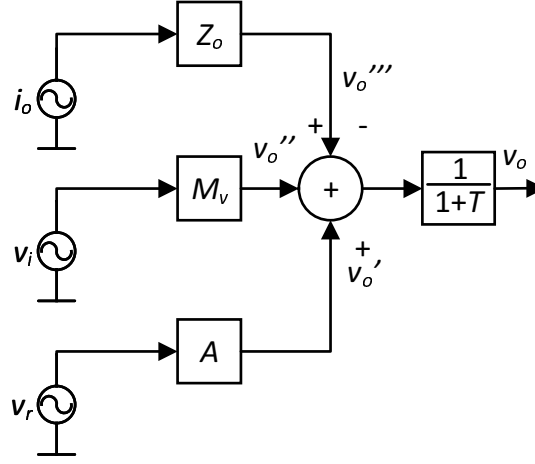 Z_o
i_o
v_o'''
+ -
v_o''
M_v
+
1
1+T
v_o
v_i
+
v_o'
A
v_r